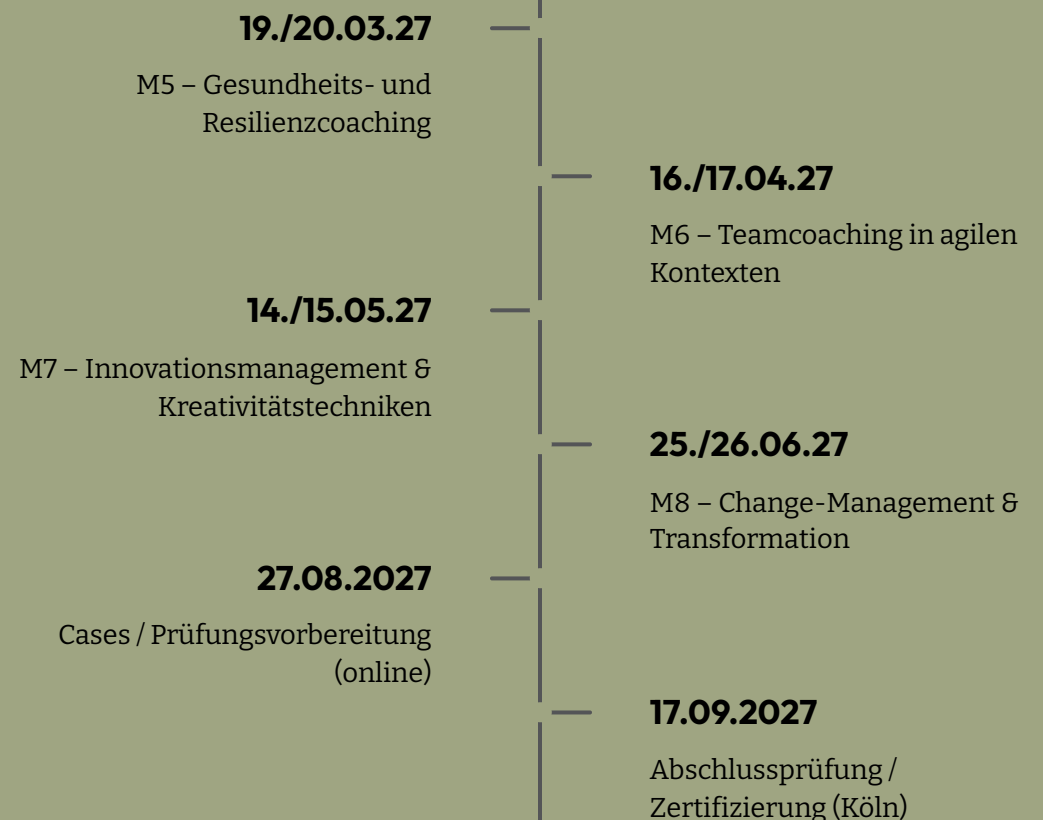 19./20.03.27
M5 – Gesundheits- und
Resilienzcoaching
16./17.04.27
M6 – Teamcoaching in agilen
Kontexten
14./15.05.27
M7 – Innovationsmanagement &
Kreativitätstechniken
25./26.06.27
M8 – Change-Management &
Transformation
27.08.2027
Cases / Prüfungsvorbereitung
(online)
17.09.2027
Abschlussprüfung /
Zertifizierung (Köln)